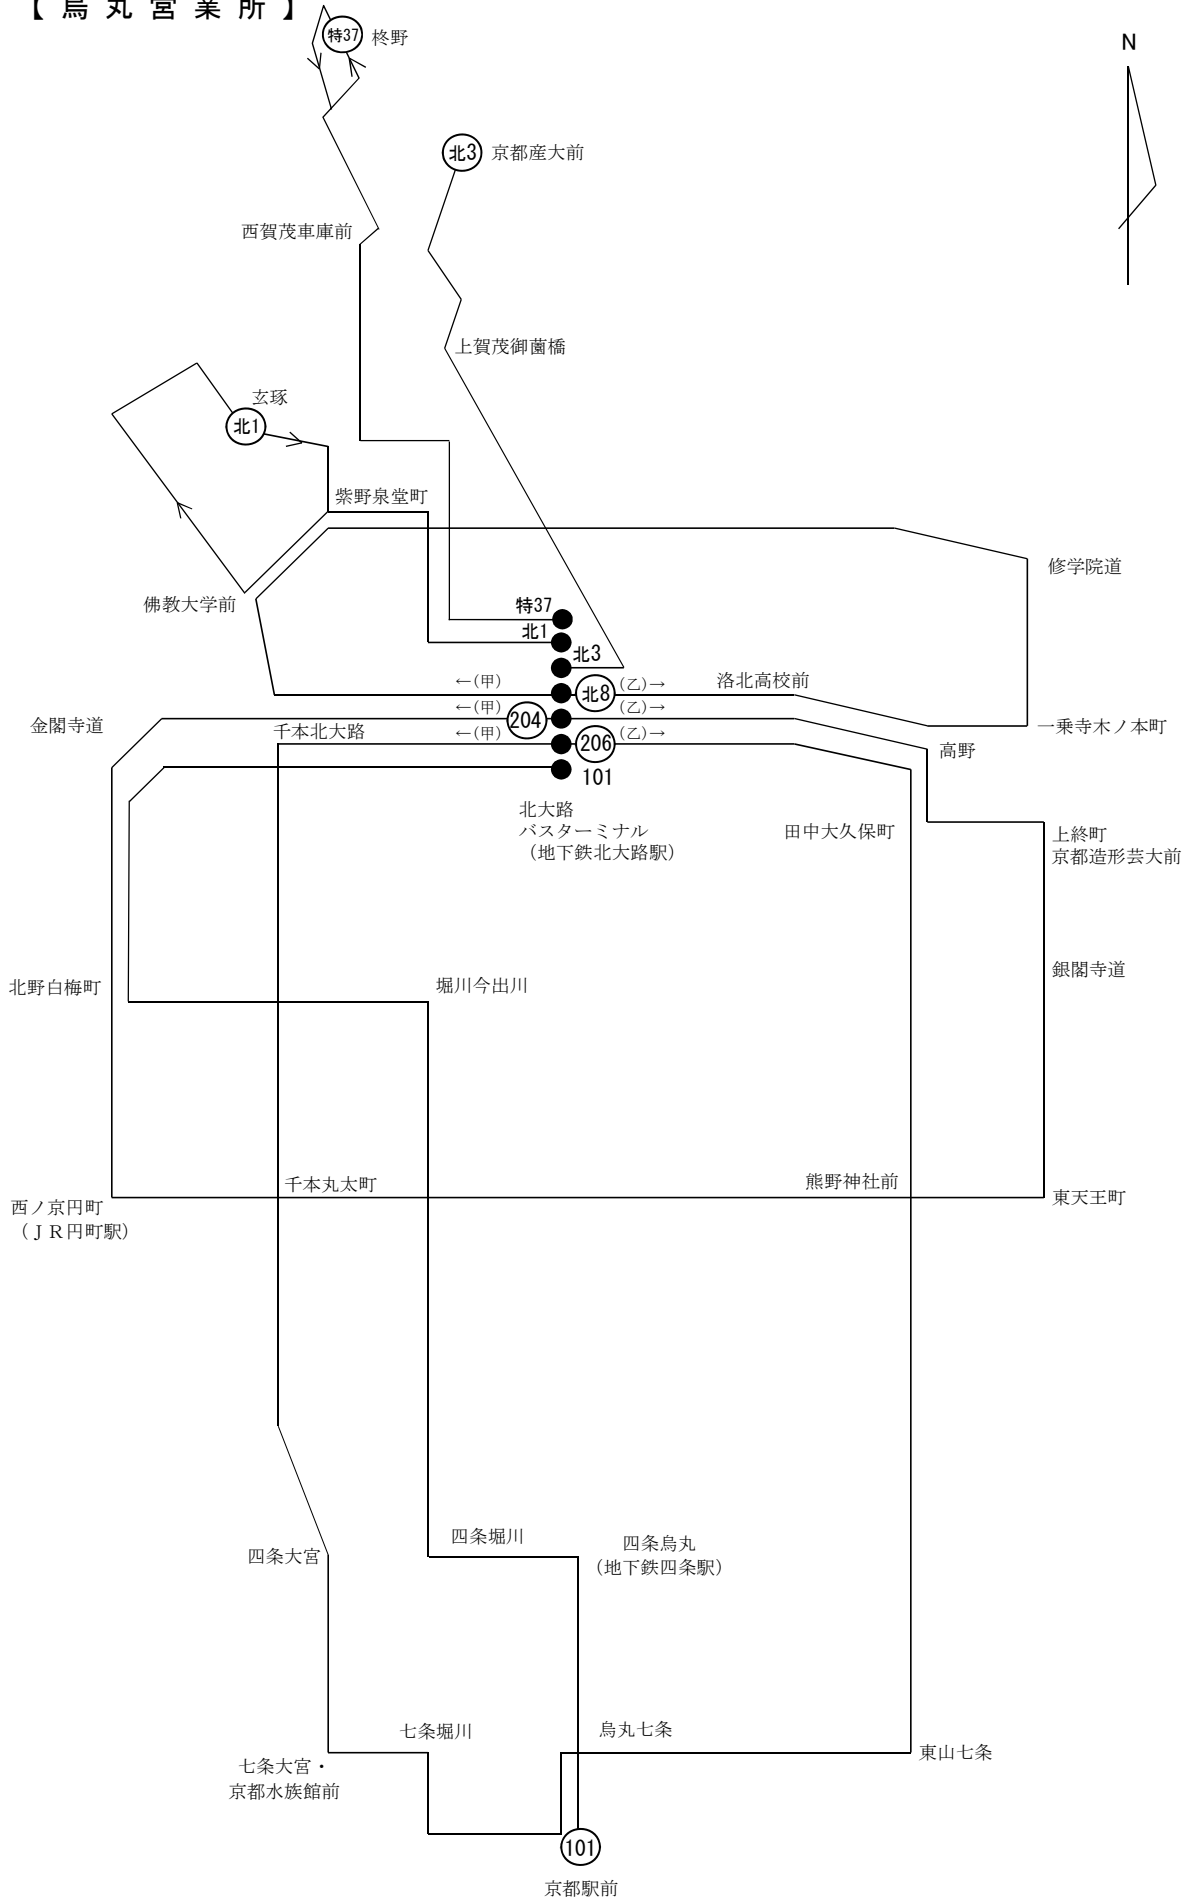 【 烏 丸 営 業 所 】
特37 柊野
N
北3 京都産大前
西賀茂車庫前
上賀茂御薗橋
玄琢
北1
紫野泉堂町
修学院道
佛教大学前
特37
北1
北3
←(甲) 北8 (乙)→ 洛北高校前
←(甲) 204 (乙)→
金閣寺道
一乗寺木ノ本町
千本北大路 ←(甲) 206 (乙)→
高野
101
北大路
バスターミナル
（地下鉄北大路駅）
田中大久保町
上終町
京都造形芸大前
銀閣寺道
北野白梅町
堀川今出川
千本丸太町
熊野神社前
西ノ京円町
（ＪＲ円町駅）
東天王町
四条堀川
四条烏丸
（地下鉄四条駅）
四条大宮
七条堀川
烏丸七条
東山七条
七条大宮・
京都水族館前
101
京都駅前